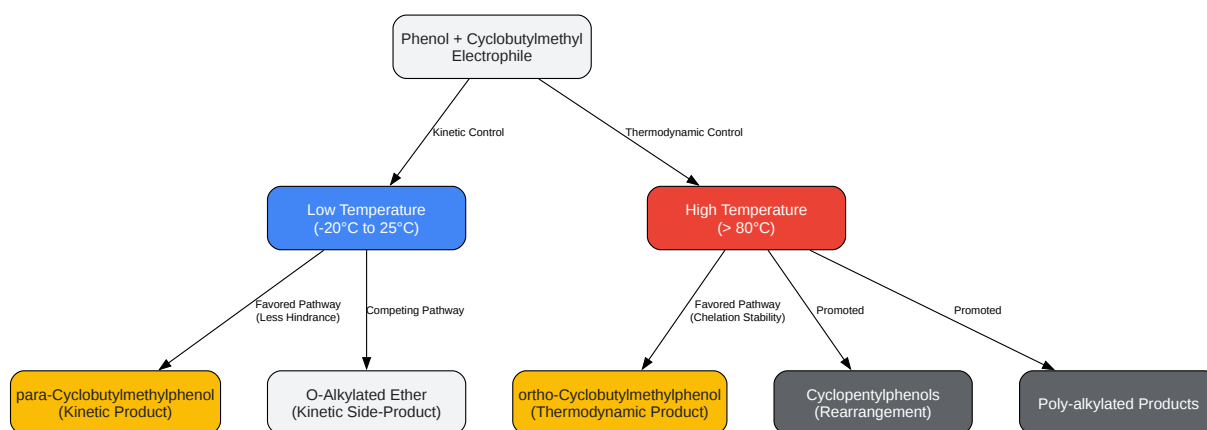 Phenol + Cyclobutylmethyl
Electrophile
Kinetic Control
Thermodynamic Control
Low Temperature
(-20°C to 25°C)
High Temperature
(> 80°C)
Favored Pathway
(Less Hindrance)
Competing Pathway
Favored Pathway
(Chelation Stability)
Promoted
Promoted
para-Cyclobutylmethylphenol
(Kinetic Product)
O-Alkylated Ether
(Kinetic Side-Product)
ortho-Cyclobutylmethylphenol
(Thermodynamic Product)
Cyclopentylphenols
(Rearrangement)
Poly-alkylated Products